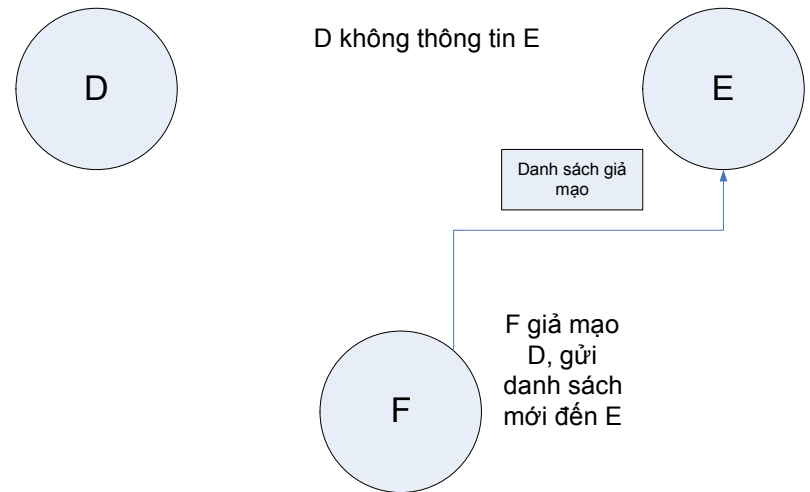 D không thông tin E
D
E
Danh sách giả
mạo
F giả mạo
D, gửi
danh sách
mới đến E
F